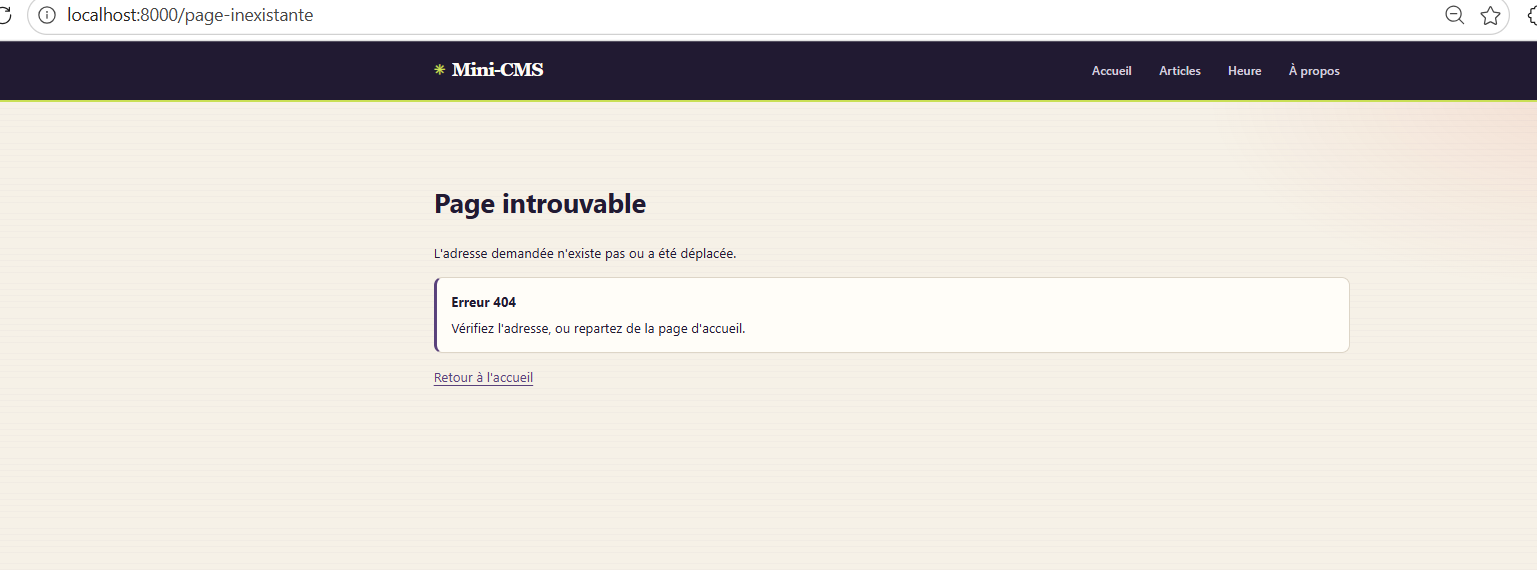 localhost:8000/page-inexistante
✳ Mini-CMS
Accueil Articles Heure À propos
Page introuvable
L'adresse demandée n'existe pas ou a été déplacée.
Erreur 404
Vérifiez l'adresse, ou repartez de la page d'accueil.
Retour à l'accueil